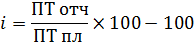 i = ПТ отч / ПТ пл × 100 − 100